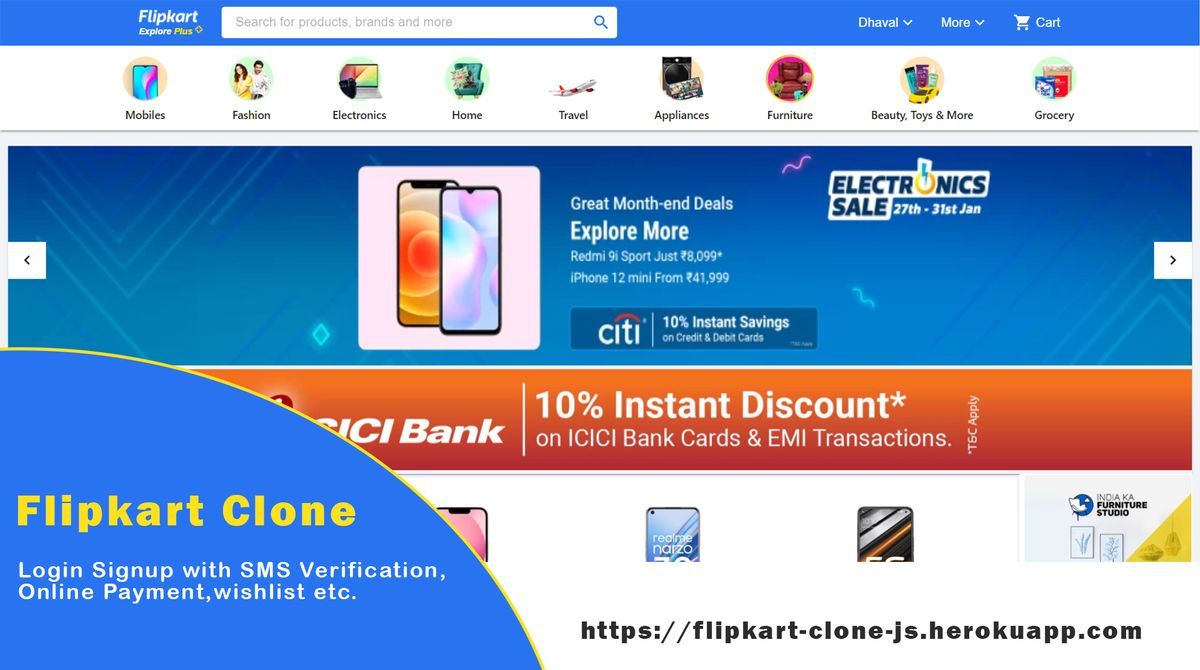 Flipkart
Explore Plus
Search for products, brands and more
Dhaval
More
Cart
Mobiles
Fashion
Electronics
Home
Travel
Appliances
Furniture
Beauty, Toys & More
Grocery
ELECTRONICS
SALE 27th - 31st Jan
Great Month-end Deals
Explore More
Redmi 9i Sport Just ₹8,099*
iPhone 12 mini From ₹41,999
citi
10% Instant Savings
on Credit & Debit Cards
*T&C Apply
ICICI Bank
10% Instant Discount*
on ICICI Bank Cards & EMI Transactions.
*T&C Apply
realme
narzo
INDIA KA
FURNITURE
STUDIO
Flipkart Clone
Login Signup with SMS Verification,
Online Payment,wishlist etc.
https://flipkart-clone-js.herokuapp.com